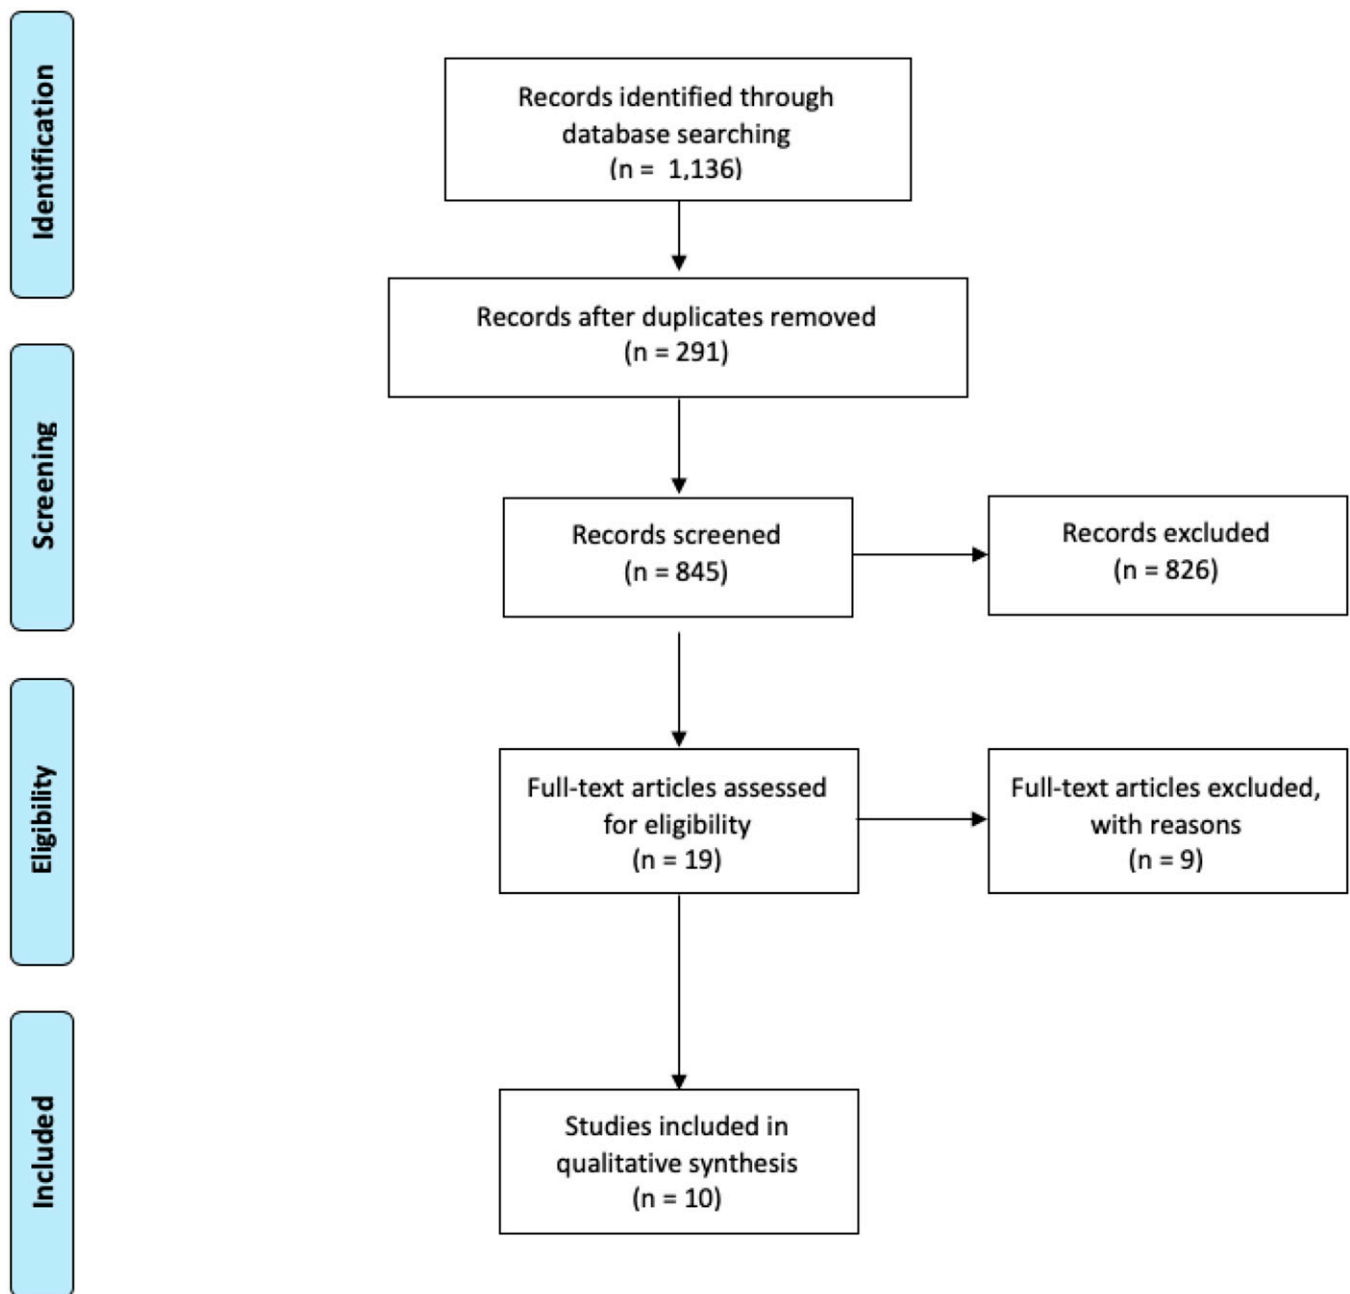 Identification
Records identified through
database searching
(n =  1,136)
Records after duplicates removed
(n = 291)
Screening
Records screened
(n = 845)
Records excluded
(n = 826)
Eligibility
Full-text articles assessed
for eligibility
(n = 19)
Full-text articles excluded,
with reasons
(n = 9)
Included
Studies included in
qualitative synthesis
(n = 10)